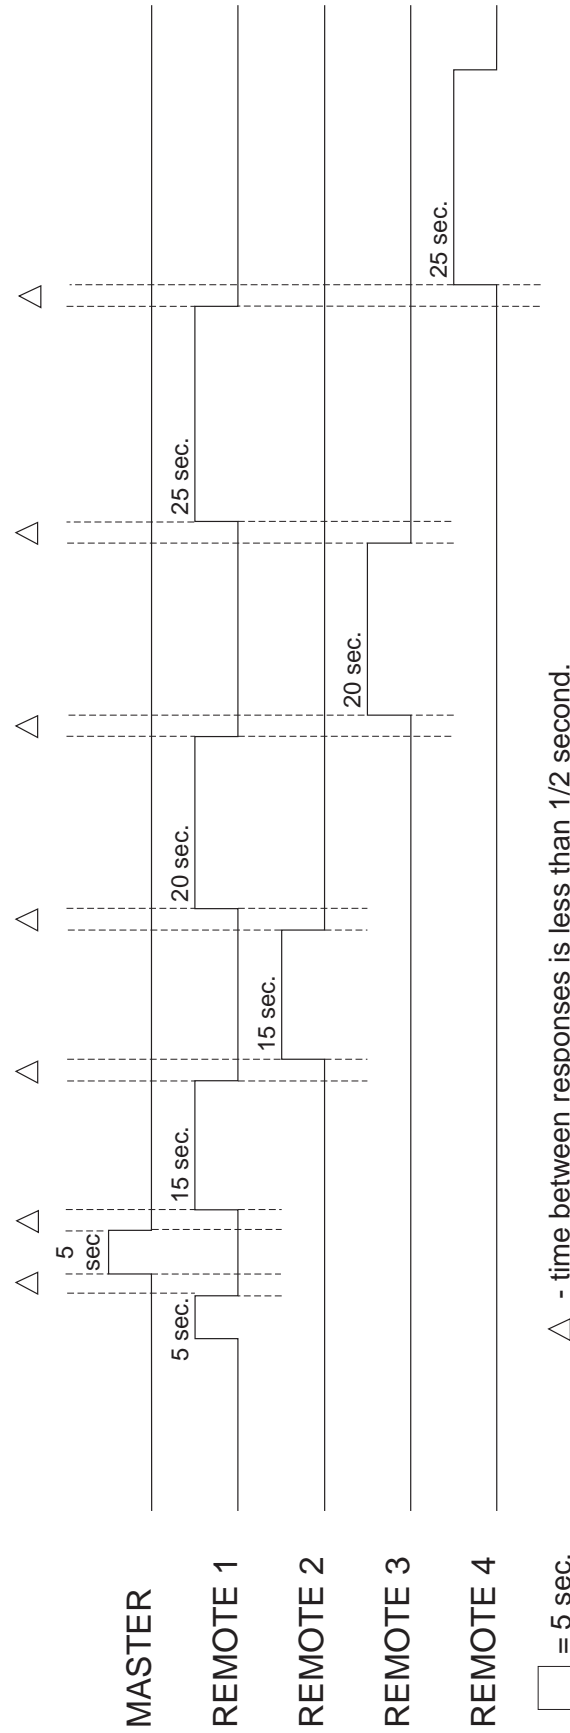 5
sec
MASTER
5 sec.
15 sec.
20 sec.
25 sec.
REMOTE 1
15 sec.
REMOTE 2
20 sec.
REMOTE 3
25 sec.
REMOTE 4
= 5 sec.
△ - time between responses is less than 1/2 second.